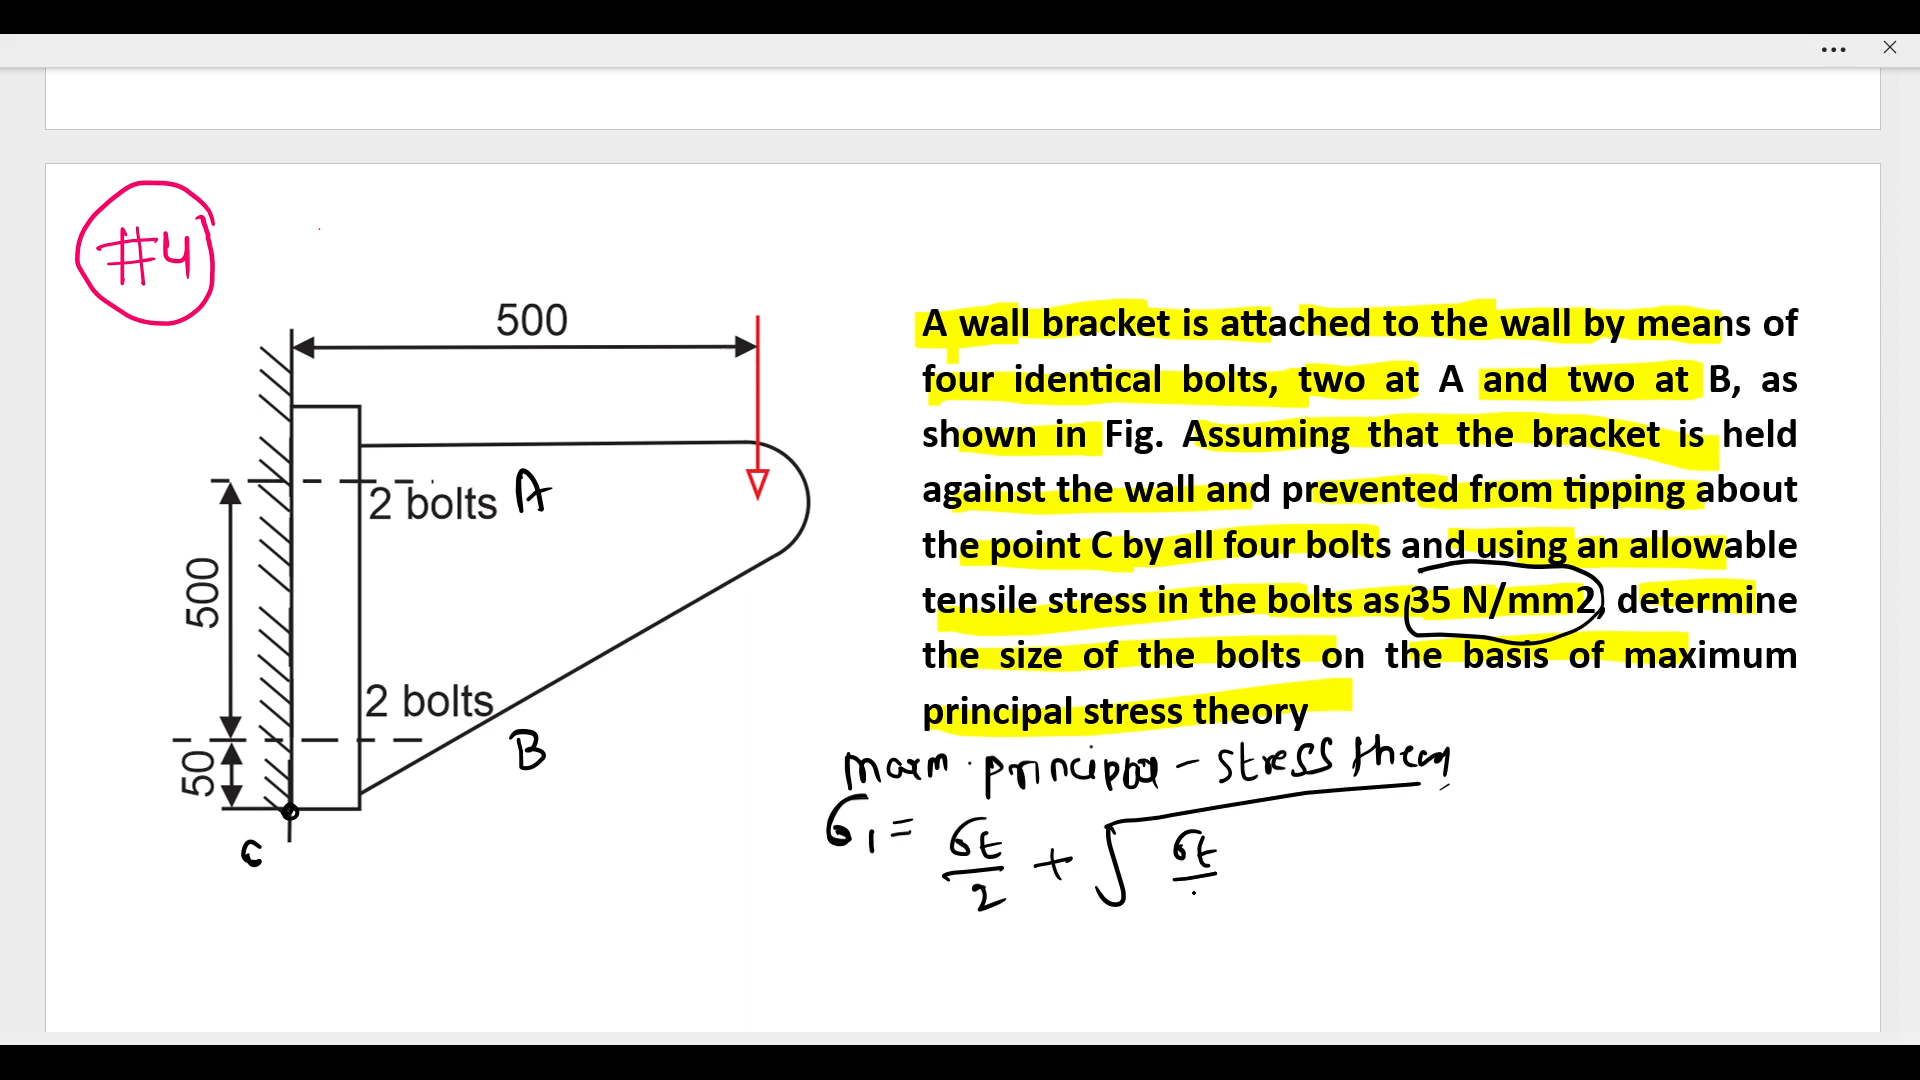 #4
500
2 bolts A
500
2 bolts
B
50
C
A wall bracket is attached to the wall by means of
four identical bolts, two at A and two at B, as
shown in Fig. Assuming that the bracket is held
against the wall and prevented from tipping about
the point C by all four bolts and using an allowable
tensile stress in the bolts as 35 N/mm2, determine
the size of the bolts on the basis of maximum
principal stress theory
principal - stress
σ1 = σt/2 + √ σt